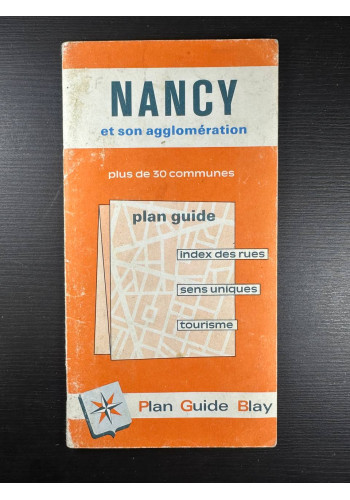 NANCY
et son agglomération
plus de 30 communes
plan guide
index des rues
sens uniques
tourisme
Plan Guide Blay